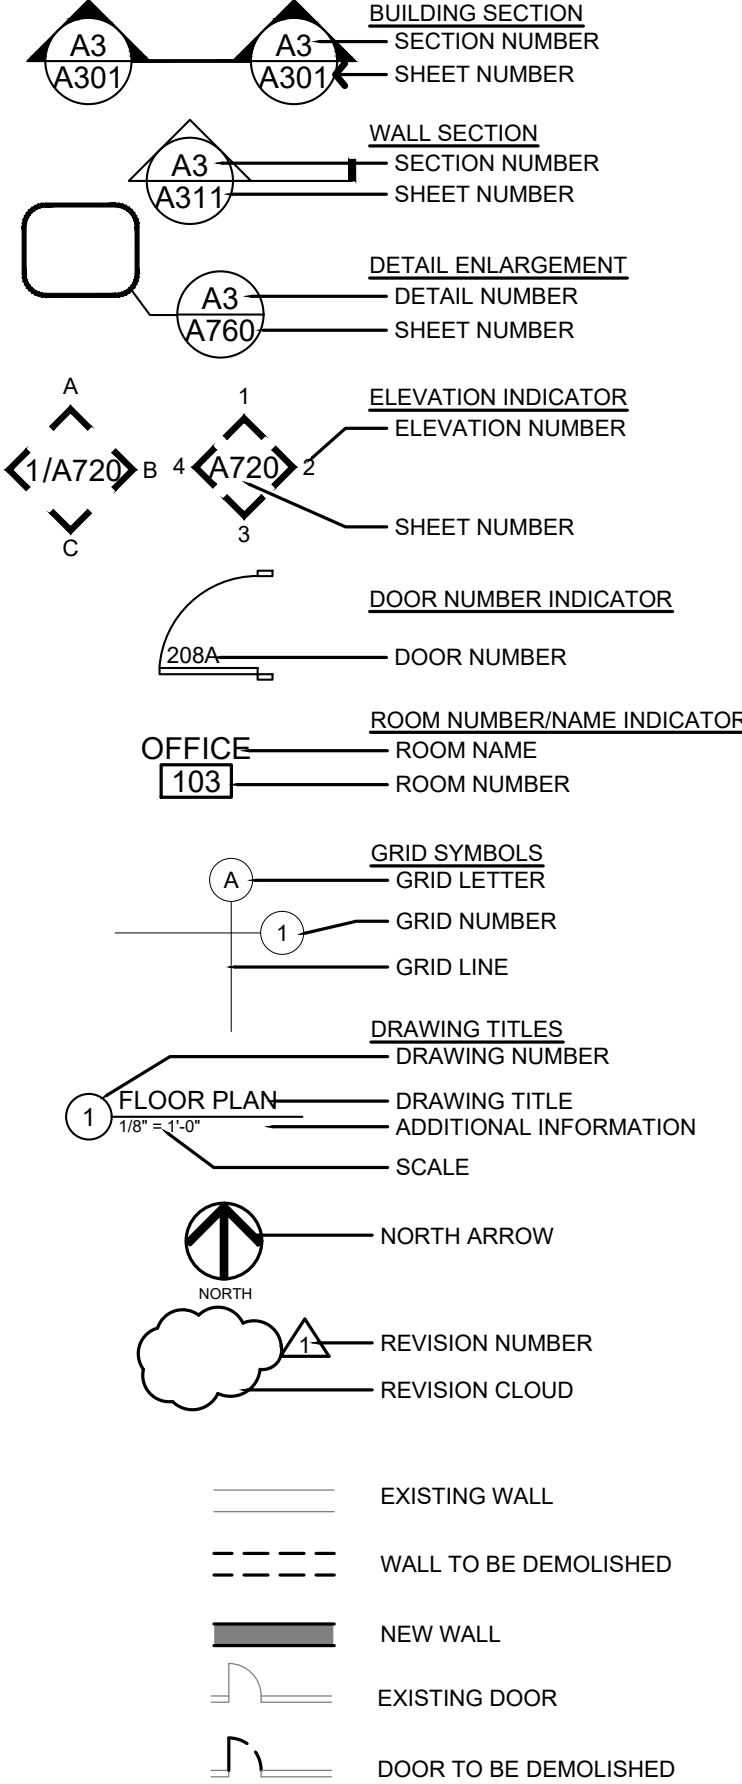 BUILDING SECTION
A3 A3 SECTION NUMBER
A301 A301 SHEET NUMBER
WALL SECTION
A3 SECTION NUMBER
A311 SHEET NUMBER
DETAIL ENLARGEMENT
A3 DETAIL NUMBER
A760 SHEET NUMBER
A 1 ELEVATION INDICATOR
ELEVATION NUMBER
1/A720 B 4 A720 2
C 3 SHEET NUMBER
DOOR NUMBER INDICATOR
208A DOOR NUMBER
ROOM NUMBER/NAME INDICATOR
OFFICE ROOM NAME
103 ROOM NUMBER
GRID SYMBOLS
A GRID LETTER
1 GRID NUMBER
GRID LINE
DRAWING TITLES
DRAWING NUMBER
1 FLOOR PLAN DRAWING TITLE
1/8" = 1'-0" ADDITIONAL INFORMATION
SCALE
NORTH ARROW
NORTH
1 REVISION NUMBER
REVISION CLOUD
EXISTING WALL
WALL TO BE DEMOLISHED
NEW WALL
EXISTING DOOR
DOOR TO BE DEMOLISHED